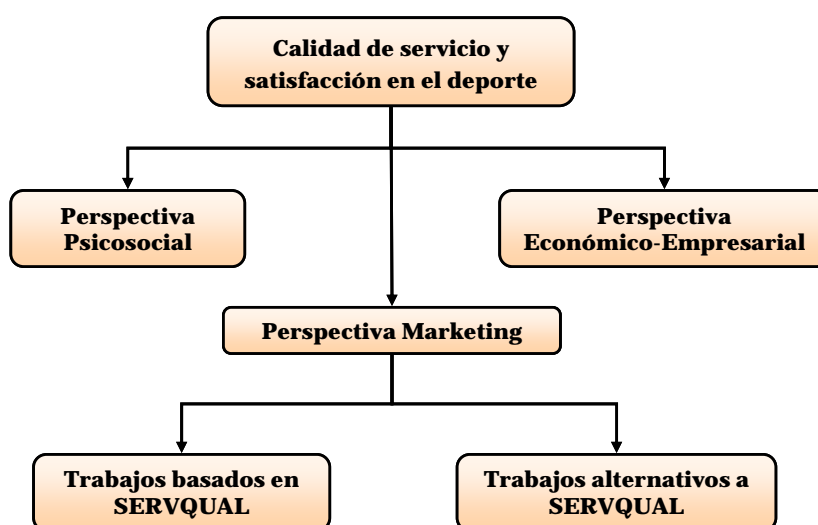 Calidad de servicio y
satisfacción en el deporte
Perspectiva
Psicosocial
Perspectiva
Económico-Empresarial
Perspectiva Marketing
Trabajos basados en
SERVQUAL
Trabajos alternativos a
SERVQUAL